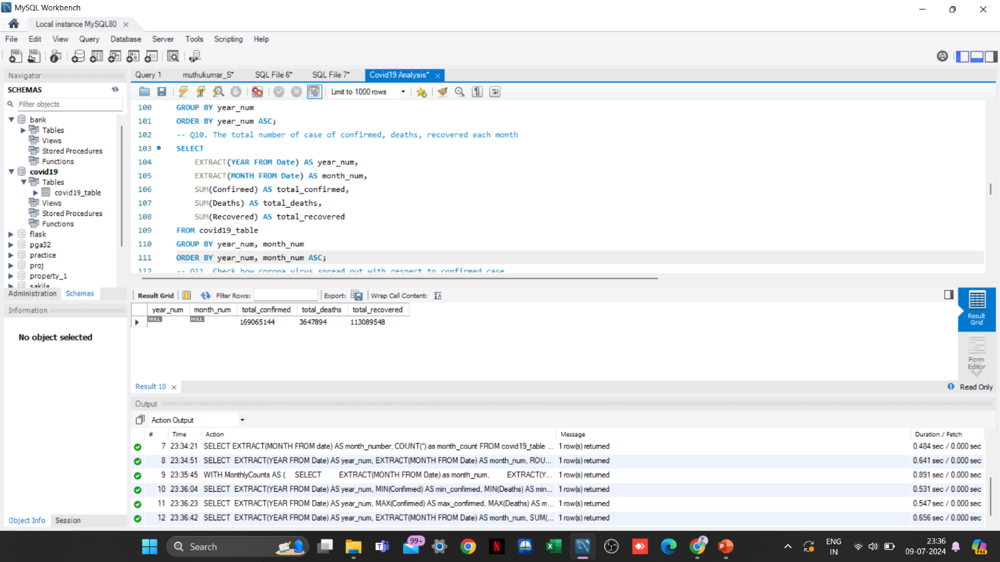 MySQL Workbench
Local instance MySQL80
File Edit View Query Database Server Tools Scripting Help
Navigator
SCHEMAS
Filter objects
bank
Tables
Views
Stored Procedures
Functions
covid19
Tables
covid19_table
Views
Stored Procedures
Functions
flask
pga32
practice
proj
property_1
sakila
Administration Schemas
Information
No object selected
Object Info Session
Query 1 muthukumar_S* SQL File 6* SQL File 7* Covid19 Analysis*
Limit to 1000 rows
100 GROUP BY year_num
101 ORDER BY year_num ASC;
102 -- Q10. The total number of case of confirmed, deaths, recovered each month
103 SELECT
104 EXTRACT(YEAR FROM Date) AS year_num,
105 EXTRACT(MONTH FROM Date) AS month_num,
106 SUM(Confirmed) AS total_confirmed,
107 SUM(Deaths) AS total_deaths,
108 SUM(Recovered) AS total_recovered
109 FROM covid19_table
110 GROUP BY year_num, month_num
111 ORDER BY year_num, month_num ASC;
112 -- Q11. Check how corona virus spread out with respect to confirmed case
Result Grid Filter Rows: Export: Wrap Cell Content:
year_num month_num total_confirmed total_deaths total_recovered
NULL NULL 169065144 3647894 113089548
Result Grid
Form Editor
Result 10
Read Only
Output
Action Output
# Time Action Message Duration / Fetch
7 23:34:21 SELECT EXTRACT(MONTH FROM date) AS month_number, COUNT(*) as month_count FROM covid19_table ... 1 row(s) returned 0.484 sec / 0.000 sec
8 23:34:51 SELECT EXTRACT(YEAR FROM Date) AS year_num, EXTRACT(MONTH FROM Date) AS month_num, ROU... 1 row(s) returned 0.641 sec / 0.000 sec
9 23:35:45 WITH MonthlyCounts AS ( SELECT EXTRACT(MONTH FROM Date) as month_num, EXTRACT(Y... 1 row(s) returned 0.891 sec / 0.000 sec
10 23:36:04 SELECT EXTRACT(YEAR FROM Date) AS year_num, MIN(Confirmed) AS min_confirmed, MIN(Deaths) AS min... 1 row(s) returned 0.531 sec / 0.000 sec
11 23:36:23 SELECT EXTRACT(YEAR FROM Date) AS year_num, MAX(Confirmed) AS max_confirmed, MAX(Deaths) AS m... 1 row(s) returned 0.547 sec / 0.000 sec
12 23:36:42 SELECT EXTRACT(YEAR FROM Date) AS year_num, EXTRACT(MONTH FROM Date) AS month_num, SUM(... 1 row(s) returned 0.656 sec / 0.000 sec
Search
99+
ENG
IN
23:36
09-07-2024